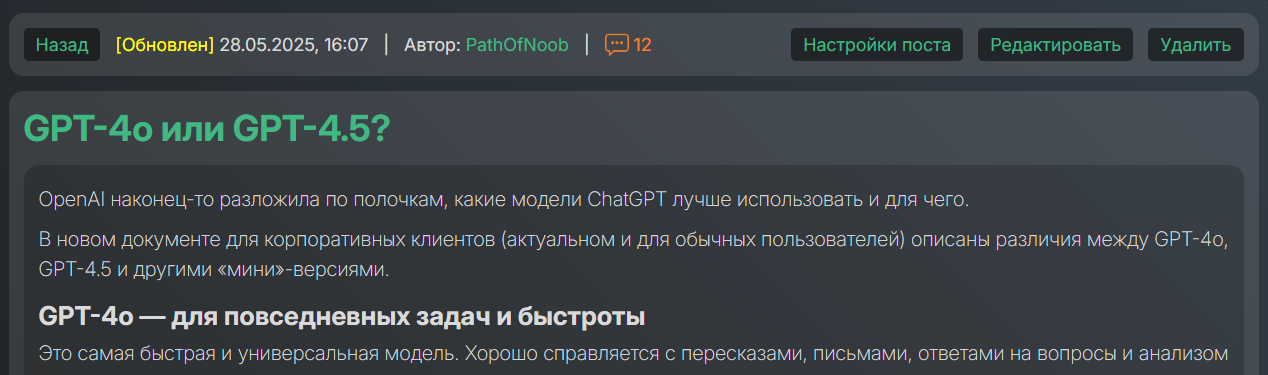 Назад [Обновлен] 28.05.2025, 16:07 | Автор: PathOfNoob | 12 Настройки поста Редактировать Удалить
GPT-4o или GPT-4.5?
OpenAI наконец-то разложила по полочкам, какие модели ChatGPT лучше использовать и для чего.
В новом документе для корпоративных клиентов (актуальном и для обычных пользователей) описаны различия между GPT-4o,
GPT-4.5 и другими «мини»-версиями.
GPT-4o — для повседневных задач и быстроты
Это самая быстрая и универсальная модель. Хорошо справляется с пересказами, письмами, ответами на вопросы и анализом